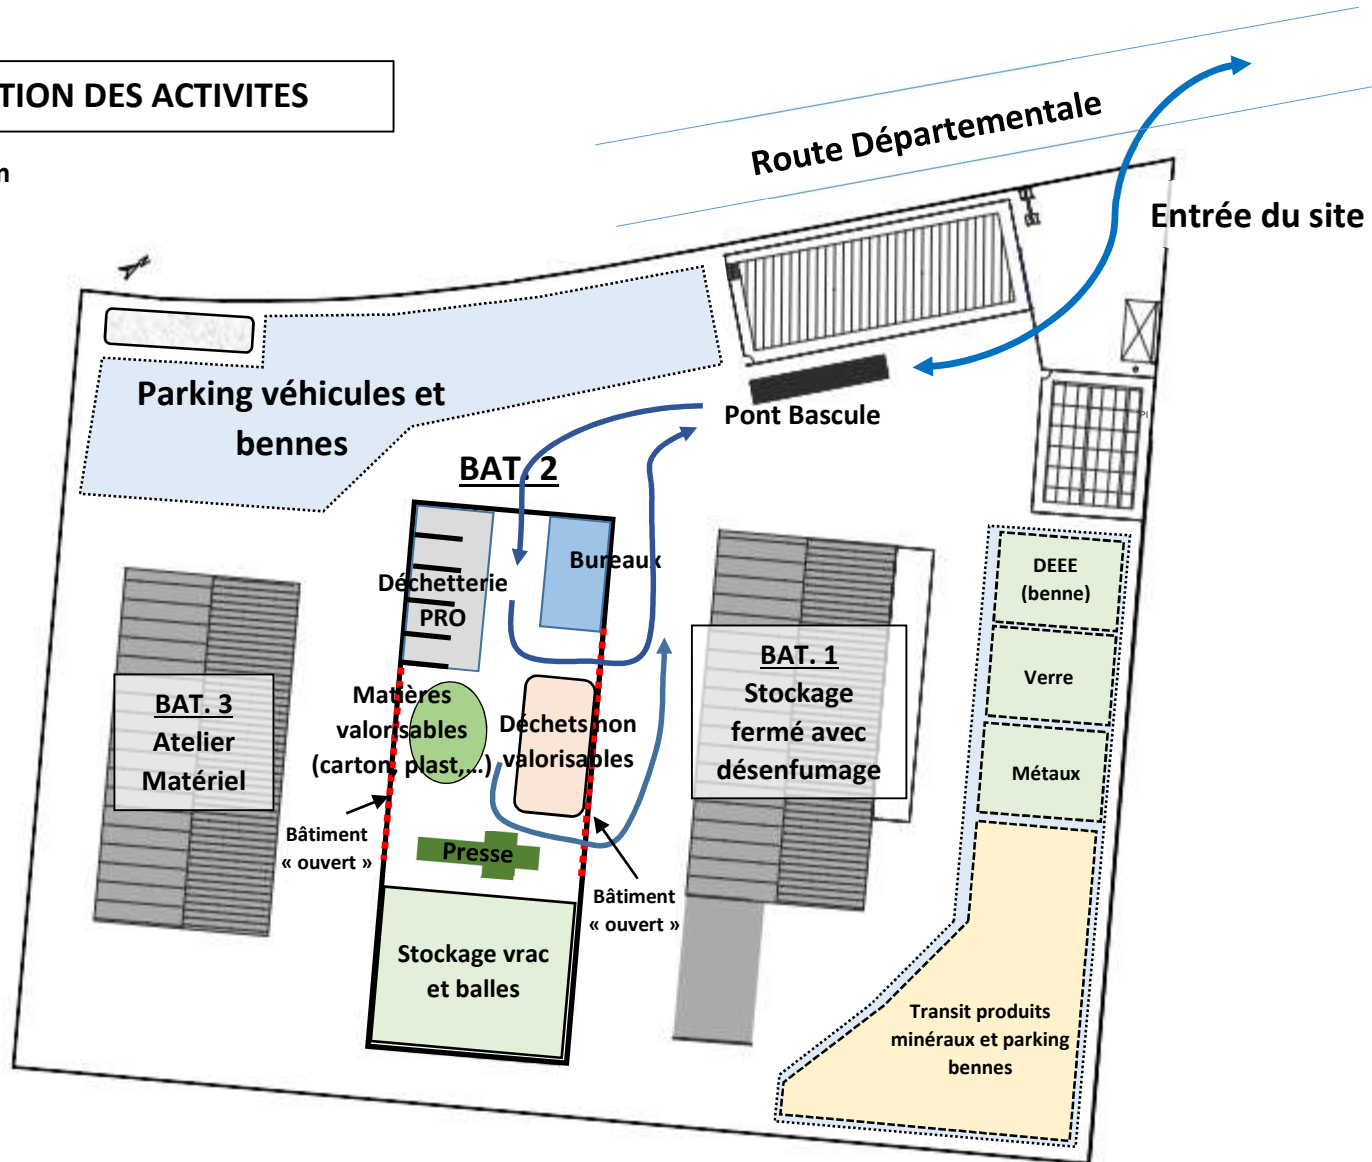 TION DES ACTIVITES
n
Route Départementale
Entrée du site
Parking véhicules et
bennes
Pont Bascule
BAT. 2
Bureaux
Déchetterie
PRO
DEEE
(benne)
Verre
Métaux
BAT. 1
Stockage
fermé avec
désenfumage
BAT. 3
Atelier
Matériel
Matières
valorisables
(carton, plast,…)
Déchets non
valorisables
Bâtiment
« ouvert »
Presse
Bâtiment
« ouvert »
Stockage vrac
et balles
Transit produits
minéraux et parking
bennes